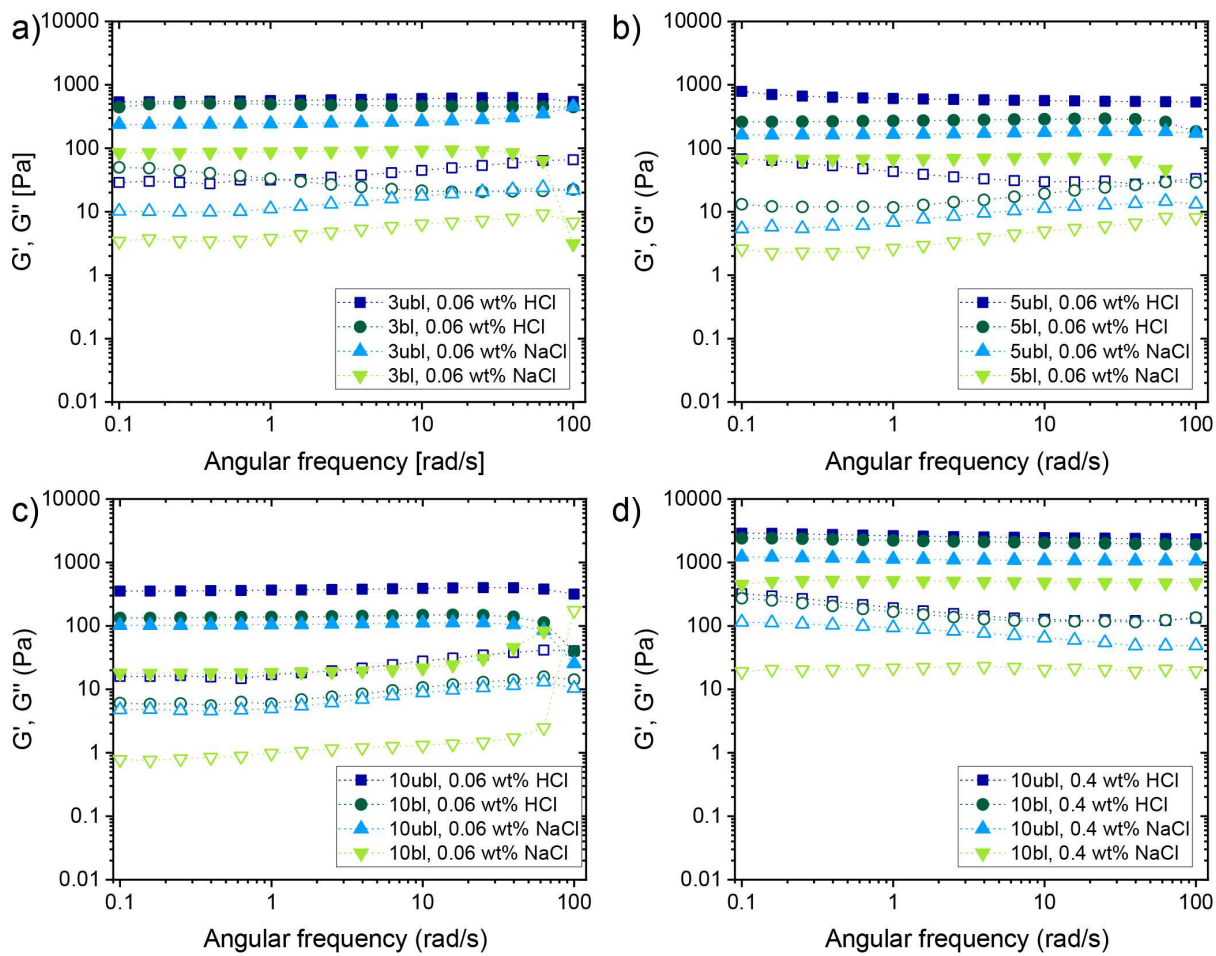 a)
10000
1000
100
10
1
0.1
0.01
G', G'' [Pa]
3ubl, 0.06 wt% HCl
3bl, 0.06 wt% HCl
3ubl, 0.06 wt% NaCl
3bl, 0.06 wt% NaCl
0.1 1 10 100
Angular frequency [rad/s]
b)
10000
1000
100
10
1
0.1
0.01
G', G'' (Pa)
5ubl, 0.06 wt% HCl
5bl, 0.06 wt% HCl
5ubl, 0.06 wt% NaCl
5bl, 0.06 wt% NaCl
0.1 1 10 100
Angular frequency (rad/s)
c)
10000
1000
100
10
1
0.1
0.01
G', G'' (Pa)
10ubl, 0.06 wt% HCl
10bl, 0.06 wt% HCl
10ubl, 0.06 wt% NaCl
10bl, 0.06 wt% NaCl
0.1 1 10 100
Angular frequency (rad/s)
d)
10000
1000
100
10
1
0.1
0.01
G', G'' (Pa)
10ubl, 0.4 wt% HCl
10bl, 0.4 wt% HCl
10ubl, 0.4 wt% NaCl
10bl, 0.4 wt% NaCl
0.1 1 10 100
Angular frequency (rad/s)